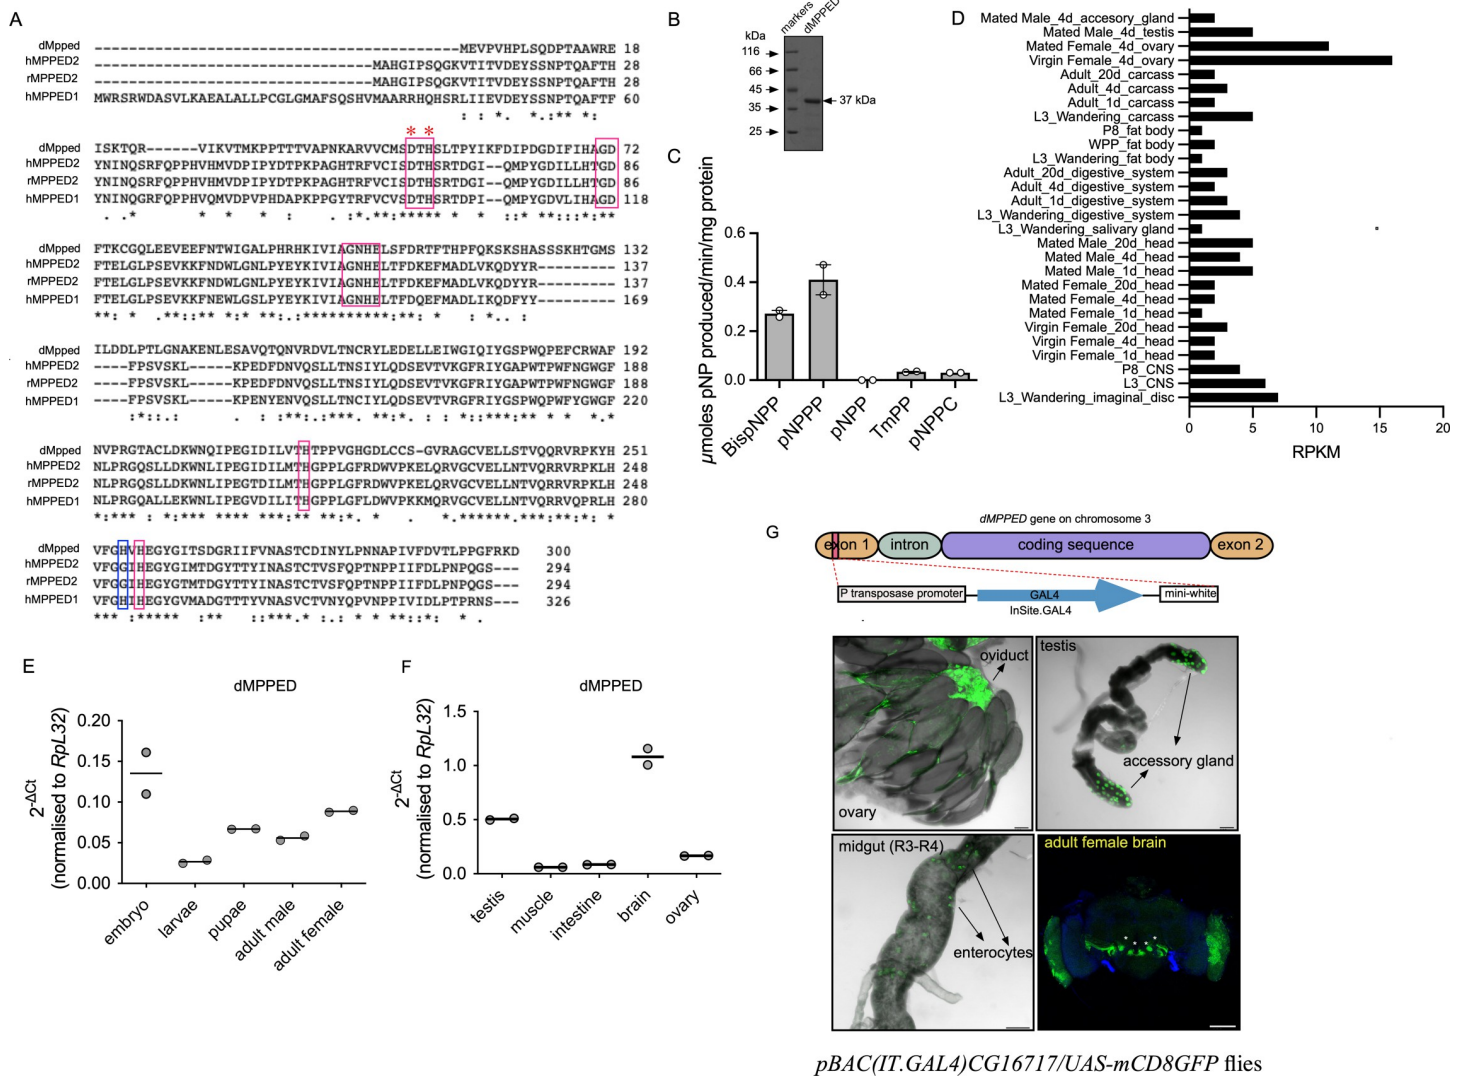 A
dMpped ------------------------------------------MEVPVHPLSQDPTAAWRE 18
hMPPED2 --------------------------------MAHGIPSQGKVTITVDEYSSNPTQAFTH 28
rMPPED2 --------------------------------MAHGIPSQGKVTITVDEYSSNPTQAFTH 28
hMPPED1 MWRSRWDASVLKAEALALLPCGLGMAFSQSHVMAARRHQHSRLIIEVDEYSSNPTQAFTF 60
: : *. . *:**:
* *
dMpped ISKTQR------VIKVTMKPPTTTVAPNKARVVCMSDTHSLTPYIKFDIPDGDIFIHAGD 72
hMPPED2 YNINQSRFQPPHVHMVDPIPYDTPKPAGHTRFVCISDTHSRTDGI--QMPYGDILLHTGD 86
rMPPED2 YNINQSRFQPPHVHMVDPIPYDTPKPAGHTRFVCISDTHSRTDGI--QMPYGDILLHTGD 86
hMPPED1 YNINQGRFQPPHVQMVDPVPHDAPKPPGYTRFVCVSDTHSRTDPI--QMPYGDVLIHAGD 118
dMpped FTKCGQLEEVEEFNTWIGALPHRHKIVIAGNHELSFDRTFTHPFQKSKSHASSSKHTGMS 132
hMPPED2 FTELGLPSEVKKFNDWLGNLPYEYKIVIAGNHELTFDKEFMADLVKQDYYR--------- 137
rMPPED2 FTELGLPSEVKKFNDWLGNLPYEYKIVIAGNHELTFDKEFMADLVKQDYYR--------- 137
hMPPED1 FTELGLPSEVKKFNEWLGSLPYEYKIVIAGNHELTFDQEFMADLIKQDFYY--------- 169
dMpped ILDDLPTLGNAKENLESAVQTQNVRDVLTNCRYLEDELLEIWGIQIYGSPWQPEFCRWAF 192
hMPPED2 ----FPSVSKL----KPEDFDNVQSLLTNSIYLQDSEVTVKGFRIYGAPWTPWFNGWGF 188
rMPPED2 ----FPSVSKL----KPEDFDNVQSLLTNSIYLQDSEVTVKGFRIYGAPWTPWFNGWGF 188
hMPPED1 ----FPSVSKL----KPENYENVQSLLTNCIYLQDSEVTVRGFRIYGSPWQPWFYGWGF 220
dMpped NVPRGTACLDKWNQIPEGIDILVTHTPPVGHGDLCCS-GVRAGCVELLSTVQQRVRPKYH 251
hMPPED2 NLPRGQSLLDKWNLIPEGIDILMTHGPPLGFRDWVPKELQRVGCVELLNTVQRRVRPKLH 248
rMPPED2 NLPRGQSLLDKWNLIPEGTDILMTHGPPLGFRDWVPKELQRVGCVELLNTVQRRVRPKLH 248
hMPPED1 NLPRGQALLEKWNLIPEGVDILITHGPPLGFLDWVPKKMQRVGCVELLNTVQRRVQPRLH 280
dMpped VFGHVHEGYGITSDGRIIFVNASTCDINYLPNNAPIVFDVTLPPGFRKD 300
hMPPED2 VFGGIHEGYGIMTDGYTTYINASTCTVSFQPTNPPIIFDLPNPQGS--- 294
rMPPED2 VFGGIHEGYGTMTDGYTTYINASTCTVSFQPTNPPIIFDLPNPQGS--- 294
hMPPED1 VFGHIHEGYGVMADGTTTYVNASVCTVNYQPVNPPIVIDLPTPRNS--- 326
B
kDa markers dMPPED
116
66
45
35
25
37 kDa
C
µmoles pNP produced/min/mg protein
0.6
0.4
0.2
0.0
BispNPP pNPPP pNPP TmPP pNPPC
D
Mated Male_4d_accesory_gland
Mated Male_4d_testis
Mated Female_4d_ovary
Virgin Female_4d_ovary
Adult_20d_carcass
Adult_4d_carcass
Adult_1d_carcass
L3_Wandering_carcass
P8_fat body
WPP_fat body
L3_Wandering_fat body
Adult_20d_digestive_system
Adult_4d_digestive_system
Adult_1d_digestive_system
L3_Wandering_digestive_system
L3_Wandering_salivary gland
Mated Male_20d_head
Mated Male_4d_head
Mated Male_1d_head
Mated Female_20d_head
Mated Female_4d_head
Mated Female_1d_head
Virgin Female_20d_head
Virgin Female_4d_head
Virgin Female_1d_head
P8_CNS
L3_CNS
L3_Wandering_imaginal_disc
0 5 10 15 20
RPKM
E
dMPPED
2-ΔCt
(normalised to RpL32)
0.20
0.15
0.10
0.05
0.00
embryo larvae pupae adult male adult female
F
dMPPED
2-ΔCt
(normalised to RpL32)
1.5
1.0
0.5
0.0
testis muscle intestine brain ovary
G
dMPPED gene on chromosome 3
exon 1 intron coding sequence exon 2
P transposase promoter GAL4 mini-white
InSite.GAL4
oviduct
ovary
testis
accessory gland
midgut (R3-R4)
enterocytes
adult female brain
pBAC(IT.GAL4)CG16717/UAS-mCD8GFP flies